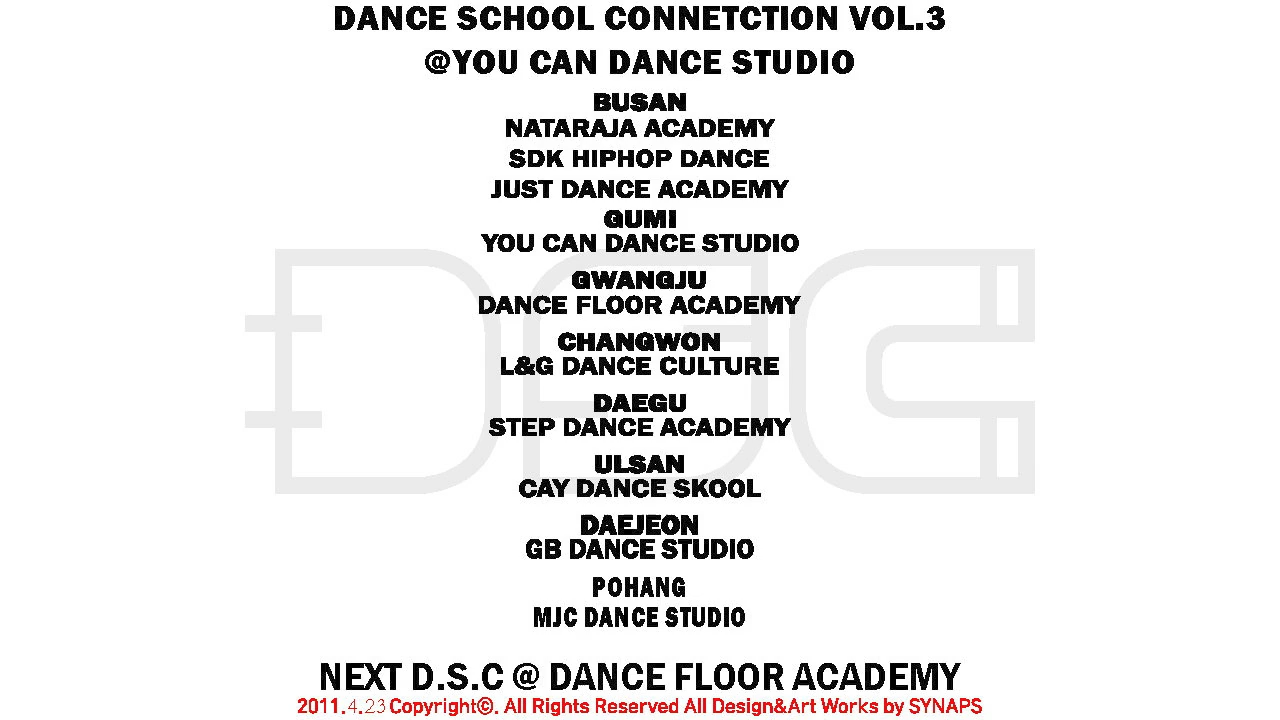 DANCE SCHOOL CONNETCTION VOL.3
@YOU CAN DANCE STUDIO
BUSAN
NATARAJA ACADEMY
SDK HIPHOP DANCE
JUST DANCE ACADEMY
GUMI
YOU CAN DANCE STUDIO
GWANGJU
DANCE FLOOR ACADEMY
CHANGWON
L&G DANCE CULTURE
DAEGU
STEP DANCE ACADEMY
ULSAN
CAY DANCE SKOOL
DAEJEON
GB DANCE STUDIO
POHANG
MJC DANCE STUDIO
NEXT D.S.C @ DANCE FLOOR ACADEMY
2011.4.23 Copyright©. All Rights Reserved All Design&Art Works by SYNAPS
DSC